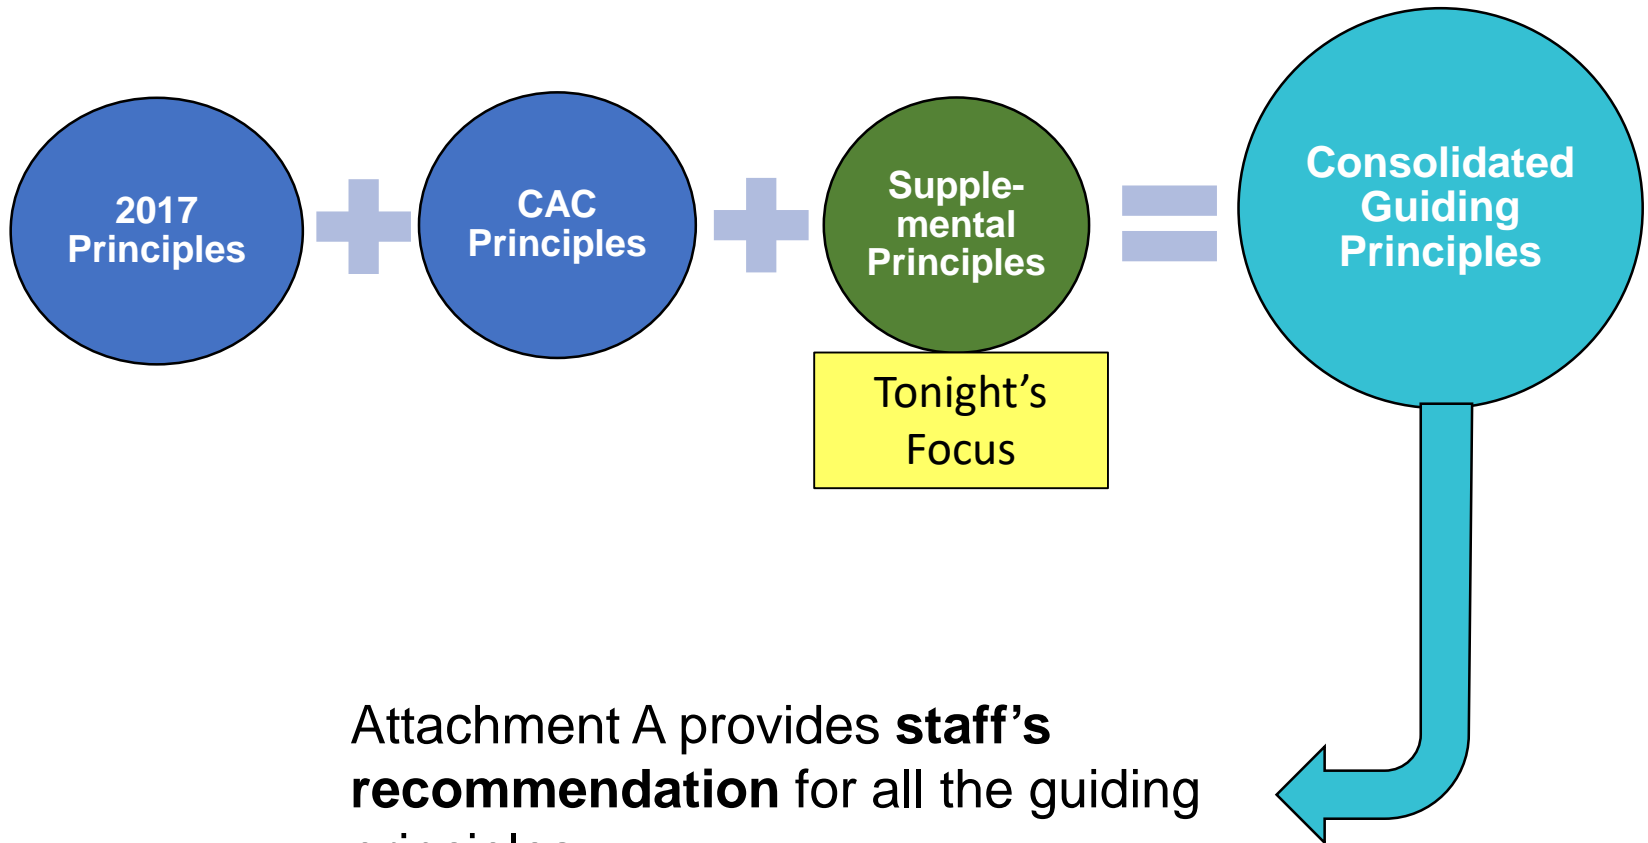 2017
Principles
CAC
Principles
Supple-
mental
Principles
Consolidated
Guiding
Principles
Tonight’s
Focus
Attachment A provides staff’s
recommendation for all the guiding